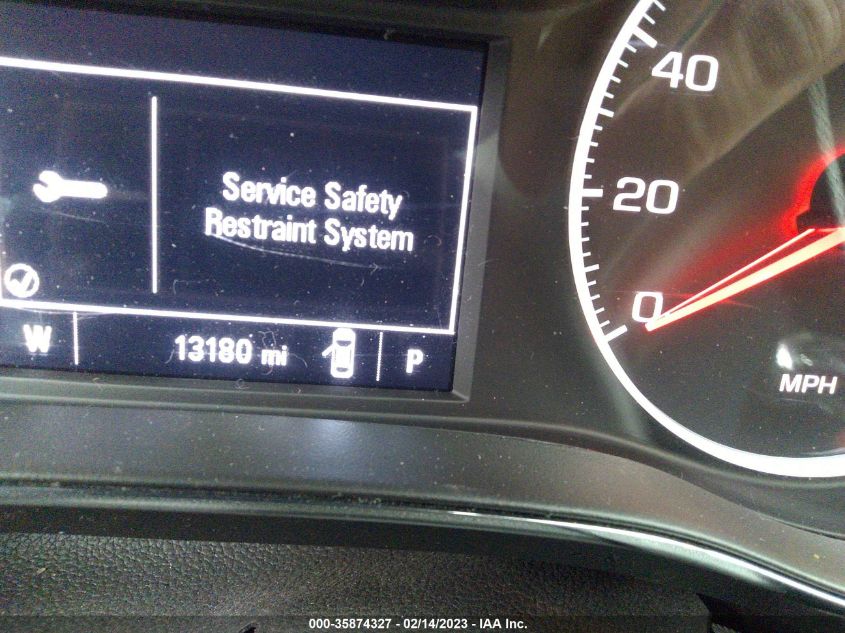 Service Safety
Restraint System
W
13180 mi
P
40
20
0
MPH
000-35874327 - 02/14/2023 - IAA Inc.